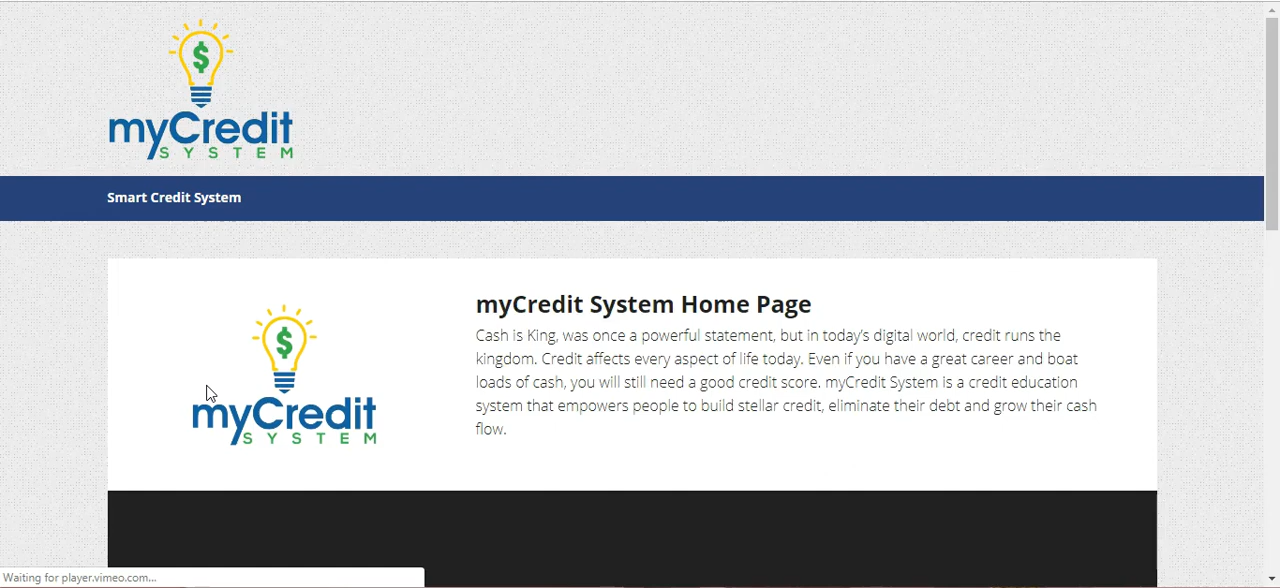 $
myCredit
SYSTEM
Smart Credit System
$
myCredit
SYSTEM
myCredit System Home Page
Cash is King, was once a powerful statement, but in today's digital world, credit runs the
kingdom. Credit affects every aspect of life today. Even if you have a great career and boat
loads of cash, you will still need a good credit score. myCredit System is a credit education
system that empowers people to build stellar credit, eliminate their debt and grow their cash
flow.
Waiting for player.vimeo.com...